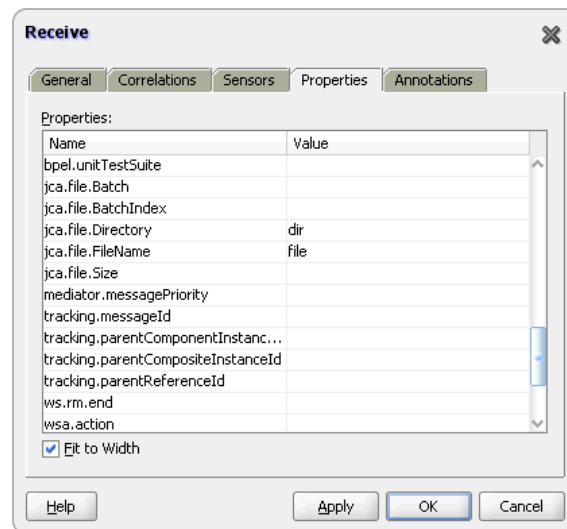 Receive
General Correlations Sensors Properties Annotations
Properties:
Name Value
bpel.unitTestSuite
jca.file.Batch
jca.file.BatchIndex
jca.file.Directory dir
jca.file.FileName file
jca.file.Size
mediator.messagePriority
tracking.messageId
tracking.parentComponentInstanc...
tracking.parentCompositeInstanceId
tracking.parentReferenceId
ws.rm.end
wsa.action
Fit to Width
Help Apply OK Cancel